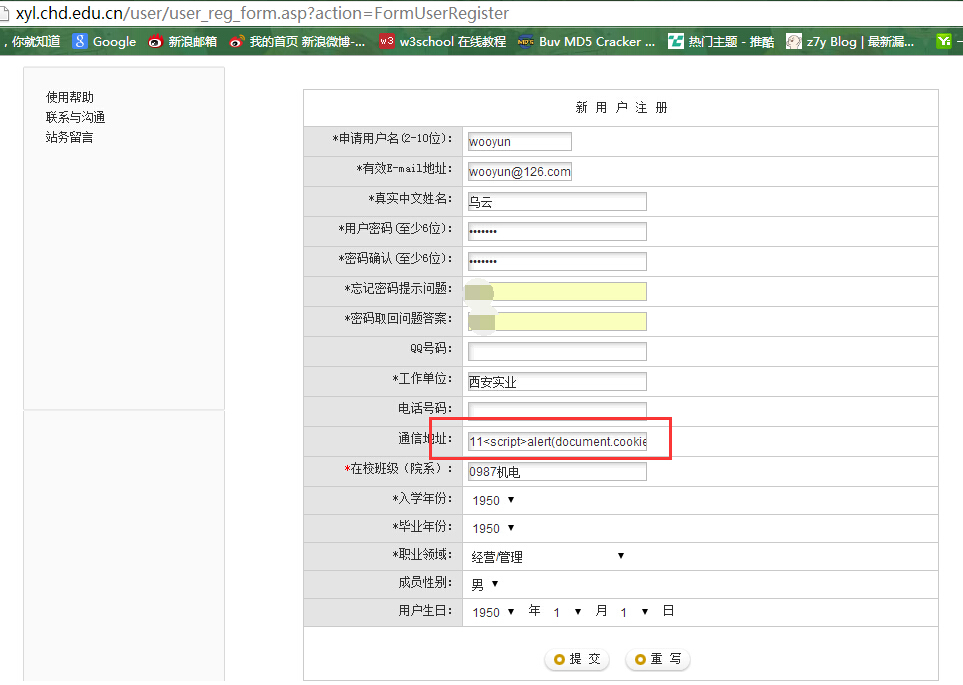 xyl.chd.edu.cn/user/user_reg_form.asp?action=FormUserRegister
，你就知道 Google 新浪邮箱 我的首页 新浪微博-... w3school 在线教程 Buv MD5 Cracker ... 热门主题 - 推酷 z7y Blog | 最新漏...
使用帮助
联系与沟通
站务留言
新 用 户 注 册
*申请用户名(2-10位)： wooyun
*有效E-mail地址： wooyun@126.com
*真实中文姓名： 乌云
*用户密码(至少6位)： •••••••
*密码确认(至少6位)： •••••••
*忘记密码提示问题：
*密码取回问题答案：
QQ号码：
*工作单位： 西安实业
电话号码：
通信地址： 11<script>alert(document.cookie
*在校班级（院系）： 0987机电
*入学年份： 1950
*毕业年份： 1950
*职业领域： 经营/管理
成员性别： 男
用户生日： 1950 年 1 月 1 日
提 交 重 写